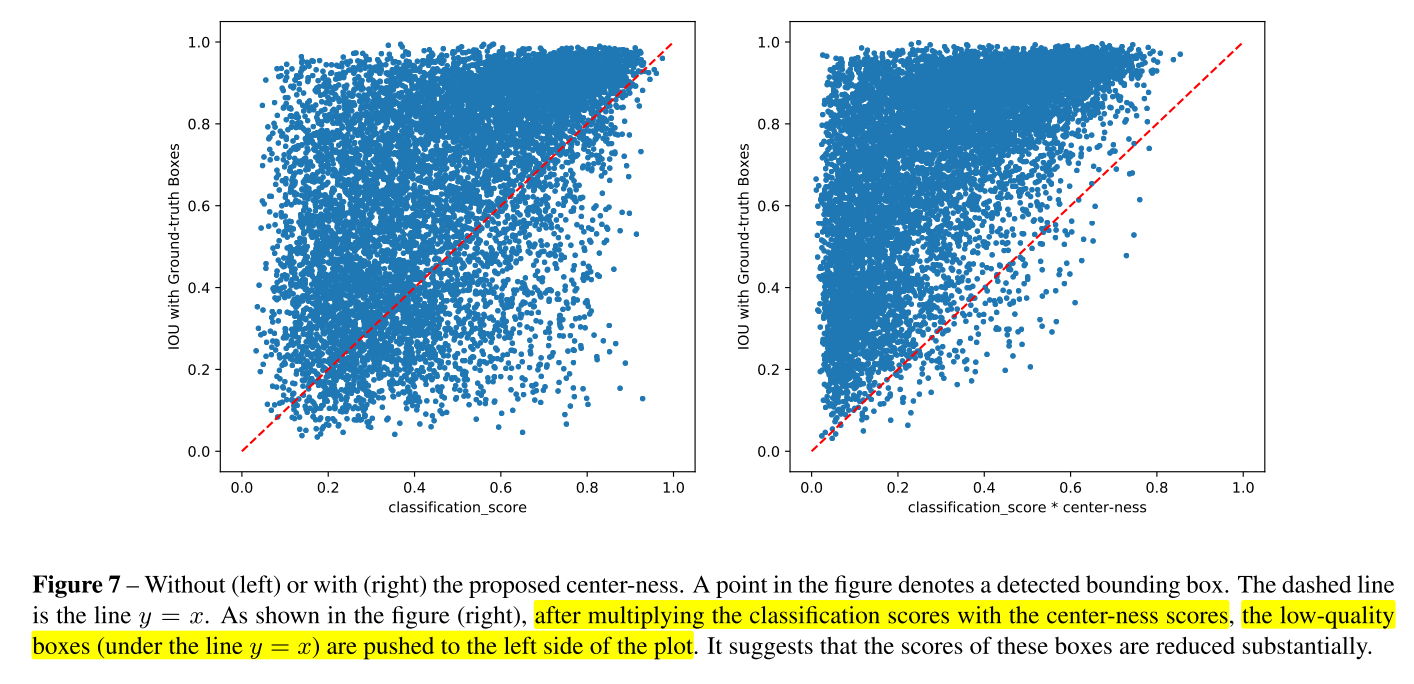 1.0
0.8
0.6
0.4
0.2
0.0
IOU with Ground-truth Boxes
0.0 0.2 0.4 0.6 0.8 1.0
classification_score
1.0
0.8
0.6
0.4
0.2
0.0
IOU with Ground-truth Boxes
0.0 0.2 0.4 0.6 0.8 1.0
classification_score * center-ness
Figure 7 – Without (left) or with (right) the proposed center-ness. A point in the figure denotes a detected bounding box. The dashed line
is the line y = x. As shown in the figure (right), after multiplying the classification scores with the center-ness scores, the low-quality
boxes (under the line y = x) are pushed to the left side of the plot. It suggests that the scores of these boxes are reduced substantially.